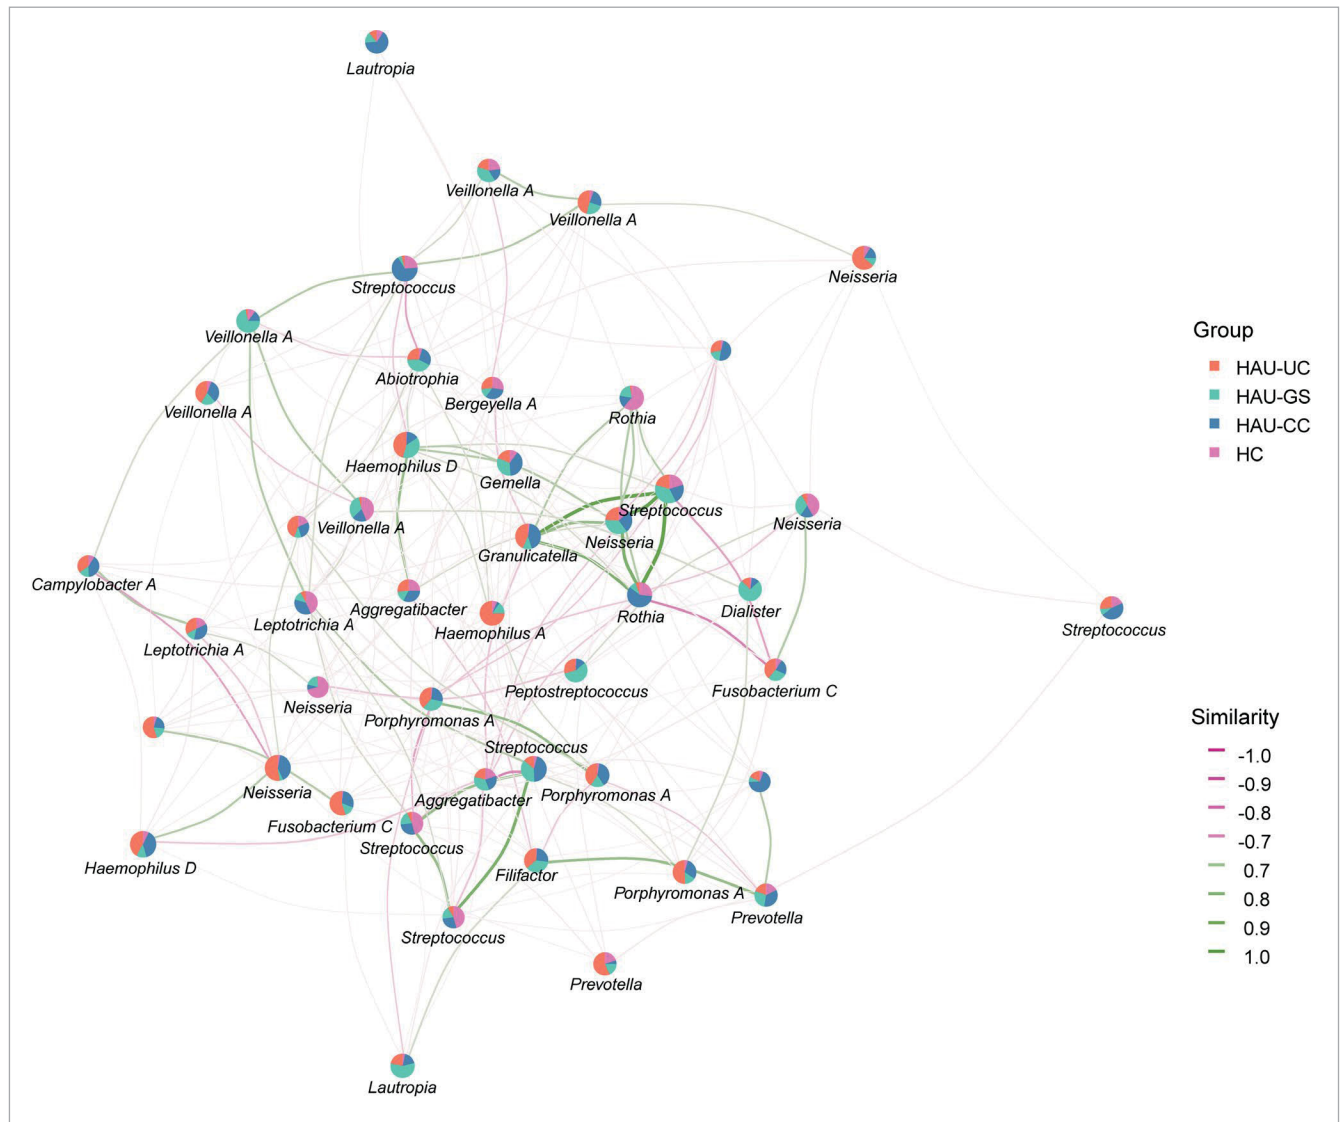 Lautropia
Veillonella A
Veillonella A
Neisseria
Streptococcus
Veillonella A
Group
HAU-UC
HAU-GS
HAU-CC
HC
Abiotrophia
Bergeyella A
Veillonella A
Rothia
Haemophilus D
Gemella
Streptococcus
Veillonella A
Neisseria
Neisseria
Granulicatella
Campylobacter A
Aggregatibacter
Dialister
Rothia
Leptotrichia A
Haemophilus A
Streptococcus
Leptotrichia A
Peptostreptococcus
Fusobacterium C
Neisseria
Porphyromonas A
Similarity
-1.0
-0.9
-0.8
-0.7
0.7
0.8
0.9
1.0
Streptococcus
Neisseria
Aggregatibacter
Porphyromonas A
Fusobacterium C
Streptococcus
Haemophilus D
Filifactor
Porphyromonas A
Prevotella
Streptococcus
Prevotella
Lautropia